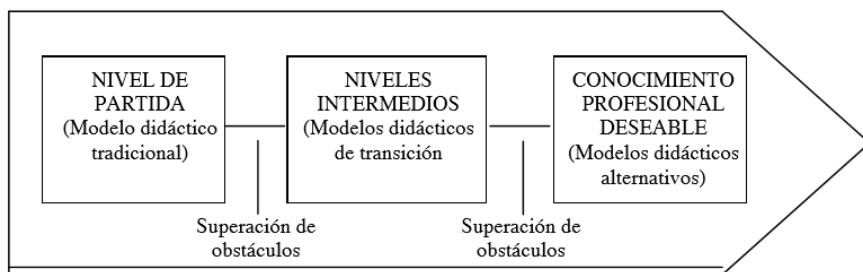 NIVEL DE
PARTIDA
(Modelo didáctico
tradicional)
NIVELES
INTERMEDIOS
(Modelos didácticos
de transición
CONOCIMIENTO
PROFESIONAL
DESEABLE
(Modelos didácticos
alternativos)
Superación de
obstáculos
Superación de
obstáculos